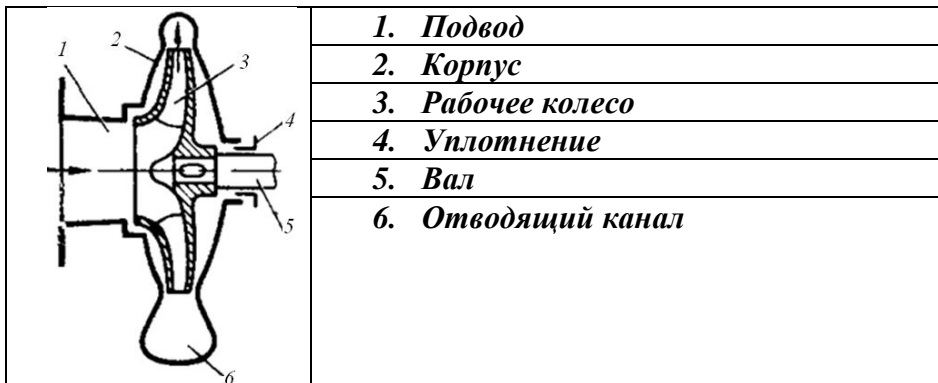 1
2
3
4
5
6
1. Подвод
2. Корпус
3. Рабочее колесо
4. Уплотнение
5. Вал
6. Отводящий канал